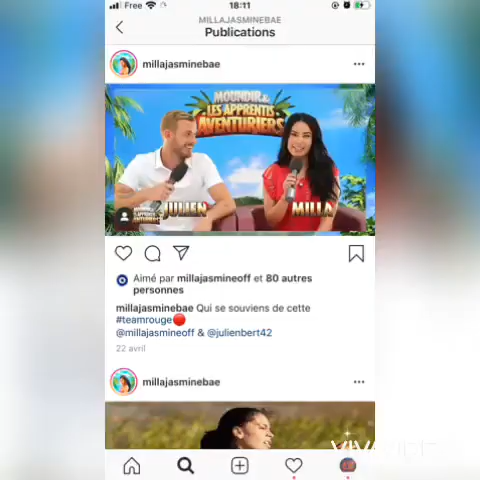 Free
18:11
MILLAJASMINEBAE
Publications
millajasminebae
MOUNDIR &
LES APPRENTIS
AVENTURIERS
JULIEN
MILLA
Aimé par millajasmineoff et 80 autres
personnes
millajasminebae Qui se souviens de cette
#teamrouge🔴
@millajasmineoff & @julienbert42
22 avril
millajasminebae